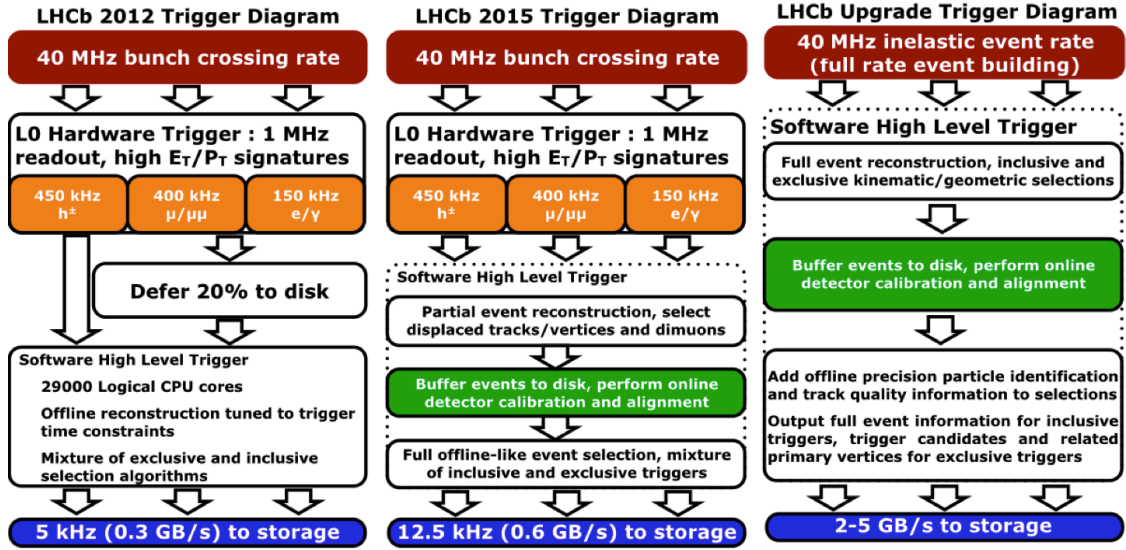 LHCb 2012 Trigger Diagram
40 MHz bunch crossing rate
L0 Hardware Trigger : 1 MHz
readout, high ET/PT signatures
450 kHz
h±
400 kHz
μ/μμ
150 kHz
e/γ
Defer 20% to disk
Software High Level Trigger
29000 Logical CPU cores
Offline reconstruction tuned to trigger
time constraints
Mixture of exclusive and inclusive
selection algorithms
5 kHz (0.3 GB/s) to storage
LHCb 2015 Trigger Diagram
40 MHz bunch crossing rate
L0 Hardware Trigger : 1 MHz
readout, high ET/PT signatures
450 kHz
h±
400 kHz
μ/μμ
150 kHz
e/γ
Software High Level Trigger
Partial event reconstruction, select
displaced tracks/vertices and dimuons
Buffer events to disk, perform online
detector calibration and alignment
Full offline-like event selection, mixture
of inclusive and exclusive triggers
12.5 kHz (0.6 GB/s) to storage
LHCb Upgrade Trigger Diagram
40 MHz inelastic event rate
(full rate event building)
Software High Level Trigger
Full event reconstruction, inclusive and
exclusive kinematic/geometric selections
Buffer events to disk, perform online
detector calibration and alignment
Add offline precision particle identification
and track quality information to selections
Output full event information for inclusive
triggers, trigger candidates and related
primary vertices for exclusive triggers
2-5 GB/s to storage